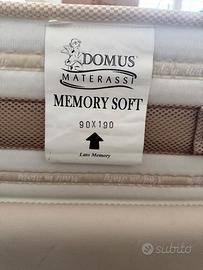 DOMUS
MATERASSI
MEMORY SOFT
90X190
Lato Memory
subito